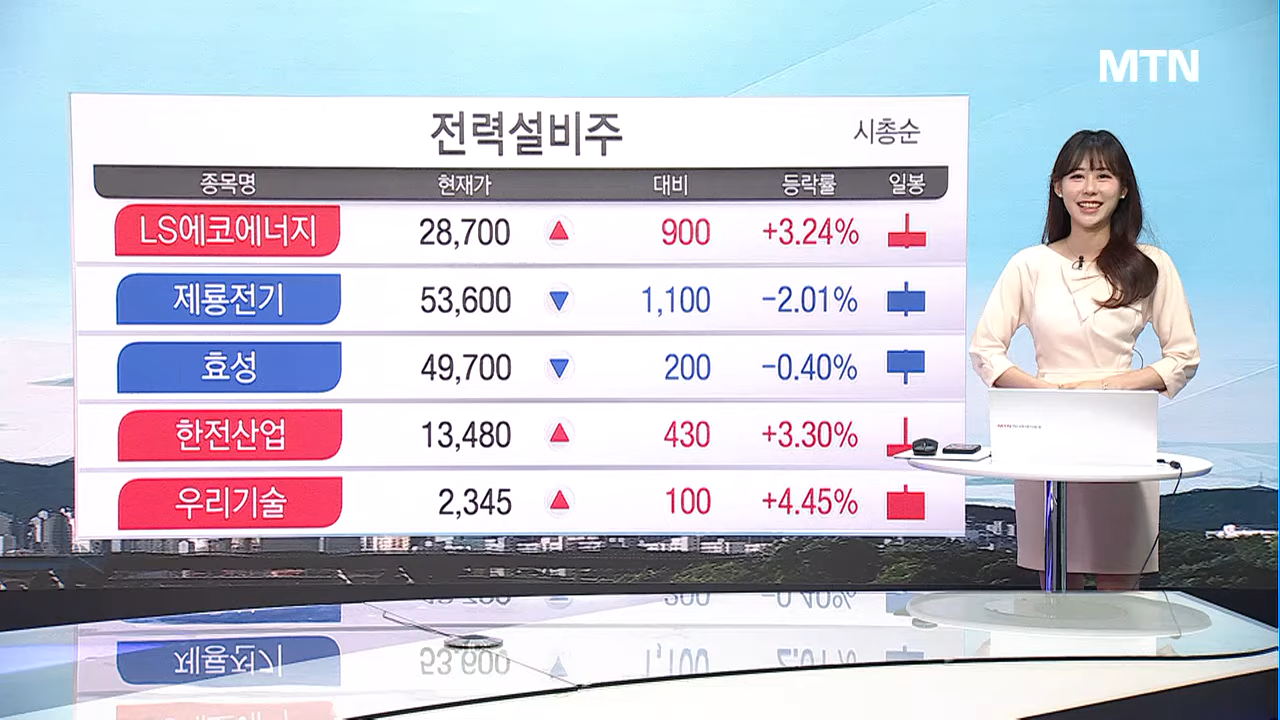 MTN
전력설비주 시총순
종목명 현재가 대비 등락률 일봉
LS에코에너지 28,700 ▲ 900 +3.24%
제룡전기 53,600 ▼ 1,100 -2.01%
효성 49,700 ▼ 200 -0.40%
한전산업 13,480 ▲ 430 +3.30%
우리기술 2,345 ▲ 100 +4.45%